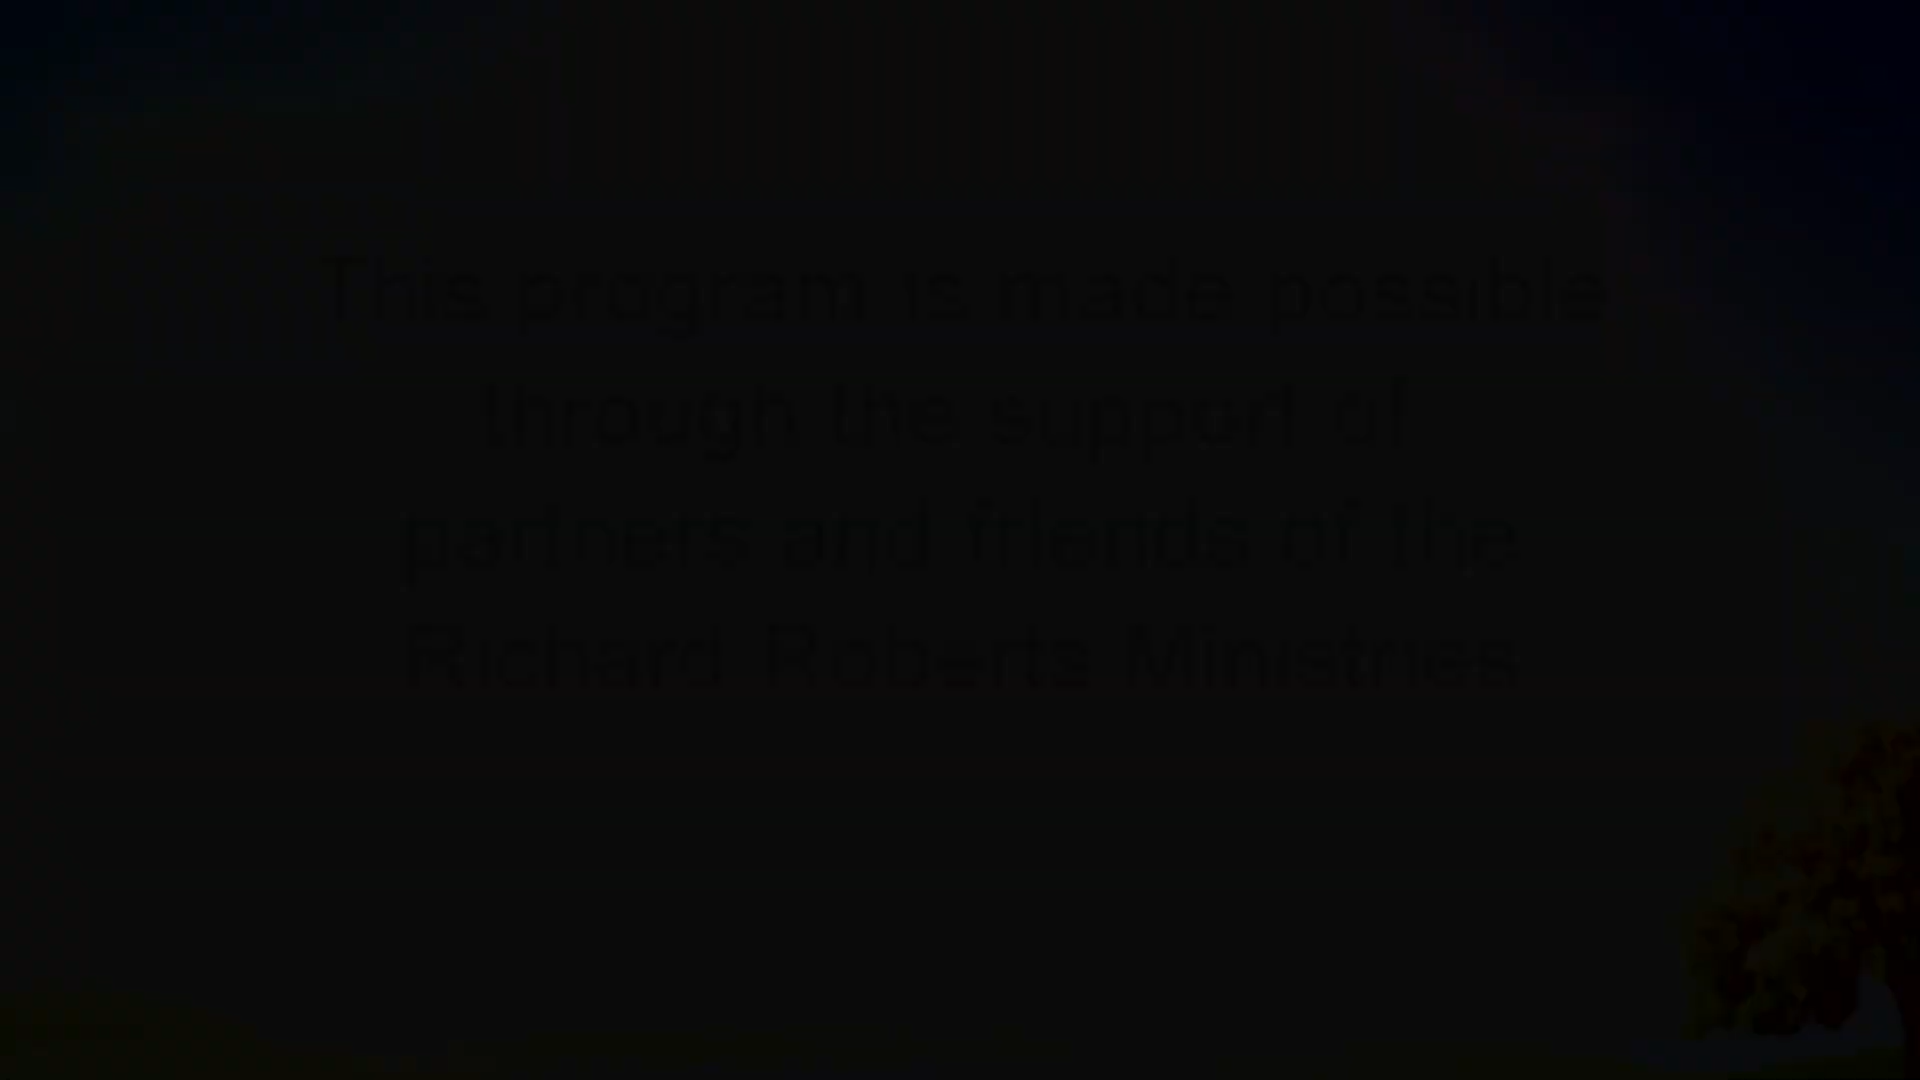 This program is made possible
through the support of
partners and friends of the
Richard Roberts Ministries